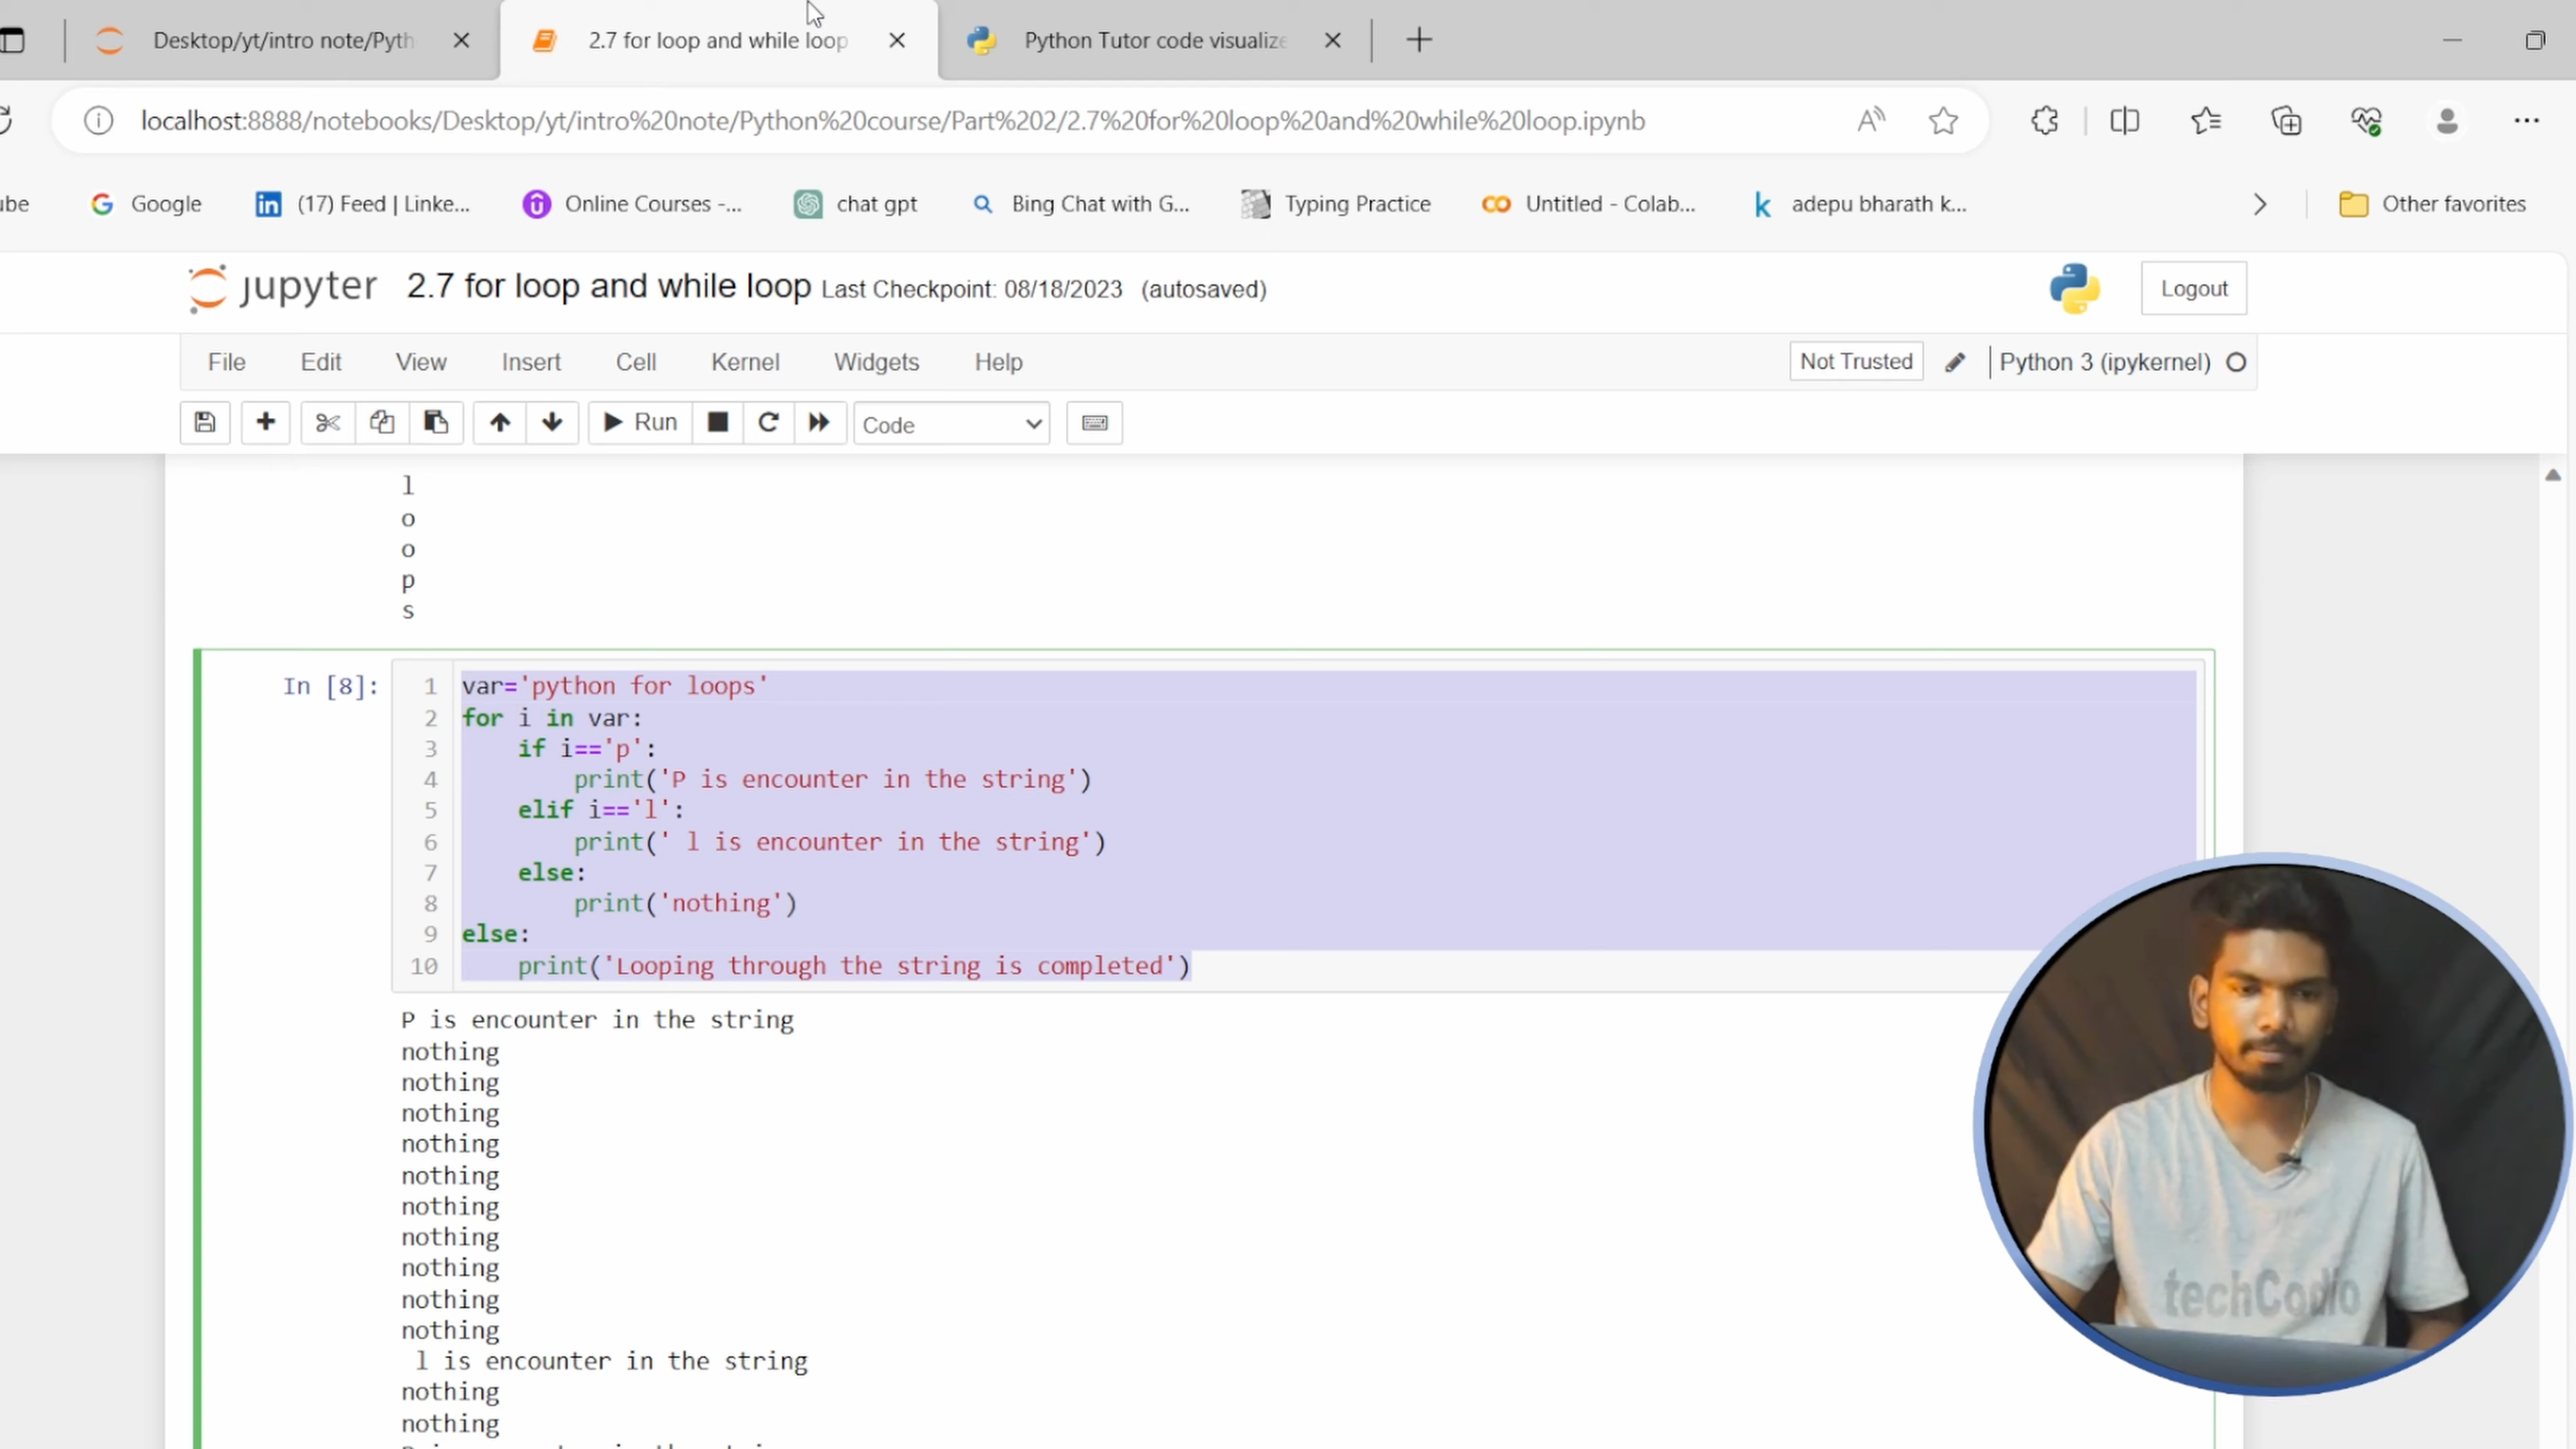 Desktop/yt/intro note/Pyth
2.7 for loop and while loop
Python Tutor code visualize
localhost:8888/notebooks/Desktop/yt/intro%20note/Python%20course/Part%202/2.7%20for%20loop%20and%20while%20loop.ipynb
ube
Google
(17) Feed | Linke...
Online Courses -...
chat gpt
Bing Chat with G...
Typing Practice
Untitled - Colab...
adepu bharath k...
Other favorites
jupyter 2.7 for loop and while loop Last Checkpoint: 08/18/2023 (autosaved)
Logout
File Edit View Insert Cell Kernel Widgets Help
Not Trusted
Python 3 (ipykernel)
Run
Code
l
o
o
p
s
In [8]:
1 var='python for loops'
2 for i in var:
3     if i=='p':
4         print('P is encounter in the string')
5     elif i=='l':
6         print(' l is encounter in the string')
7     else:
8         print('nothing')
9 else:
10     print('Looping through the string is completed')
P is encounter in the string
nothing
nothing
nothing
nothing
nothing
nothing
nothing
nothing
nothing
nothing
 l is encounter in the string
nothing
nothing
techCodio